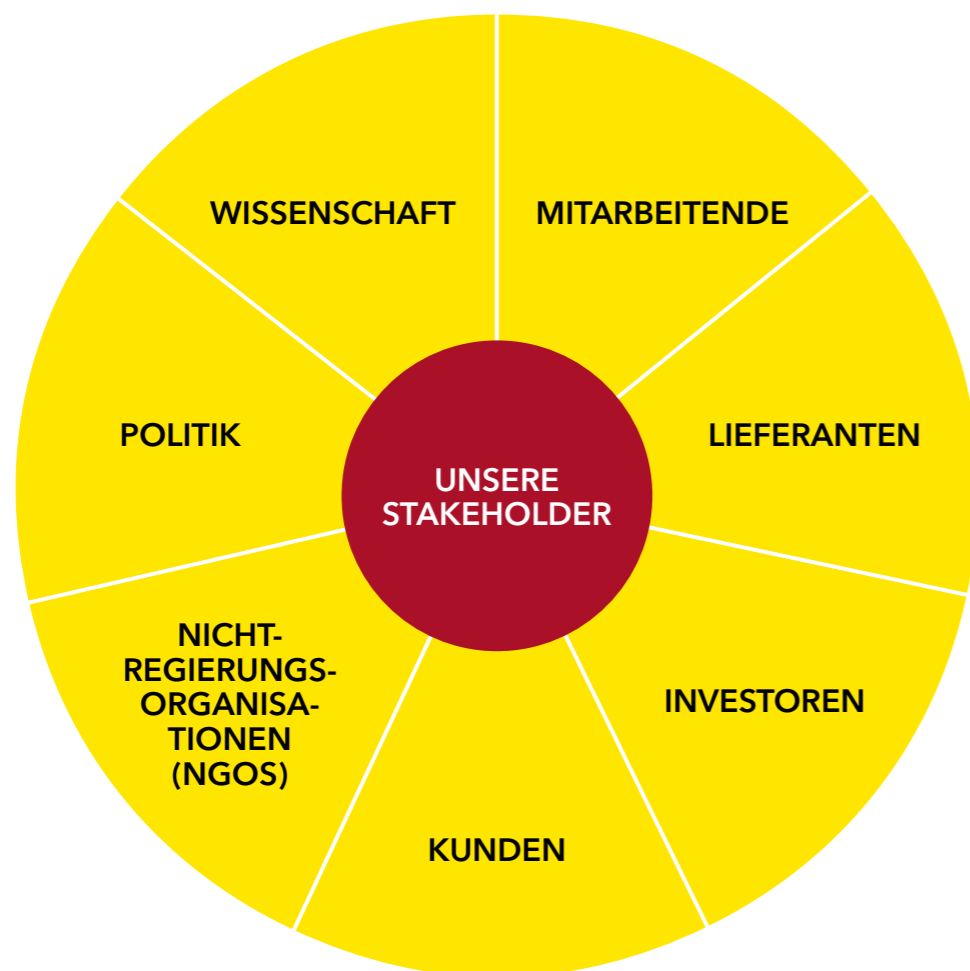 WISSENSCHAFT
MITARBEITENDE
POLITIK
LIEFERANTEN
UNSERE
STAKEHOLDER
NICHT-
REGIERUNGS-
ORGANISA-
TIONEN
(NGOS)
INVESTOREN
KUNDEN